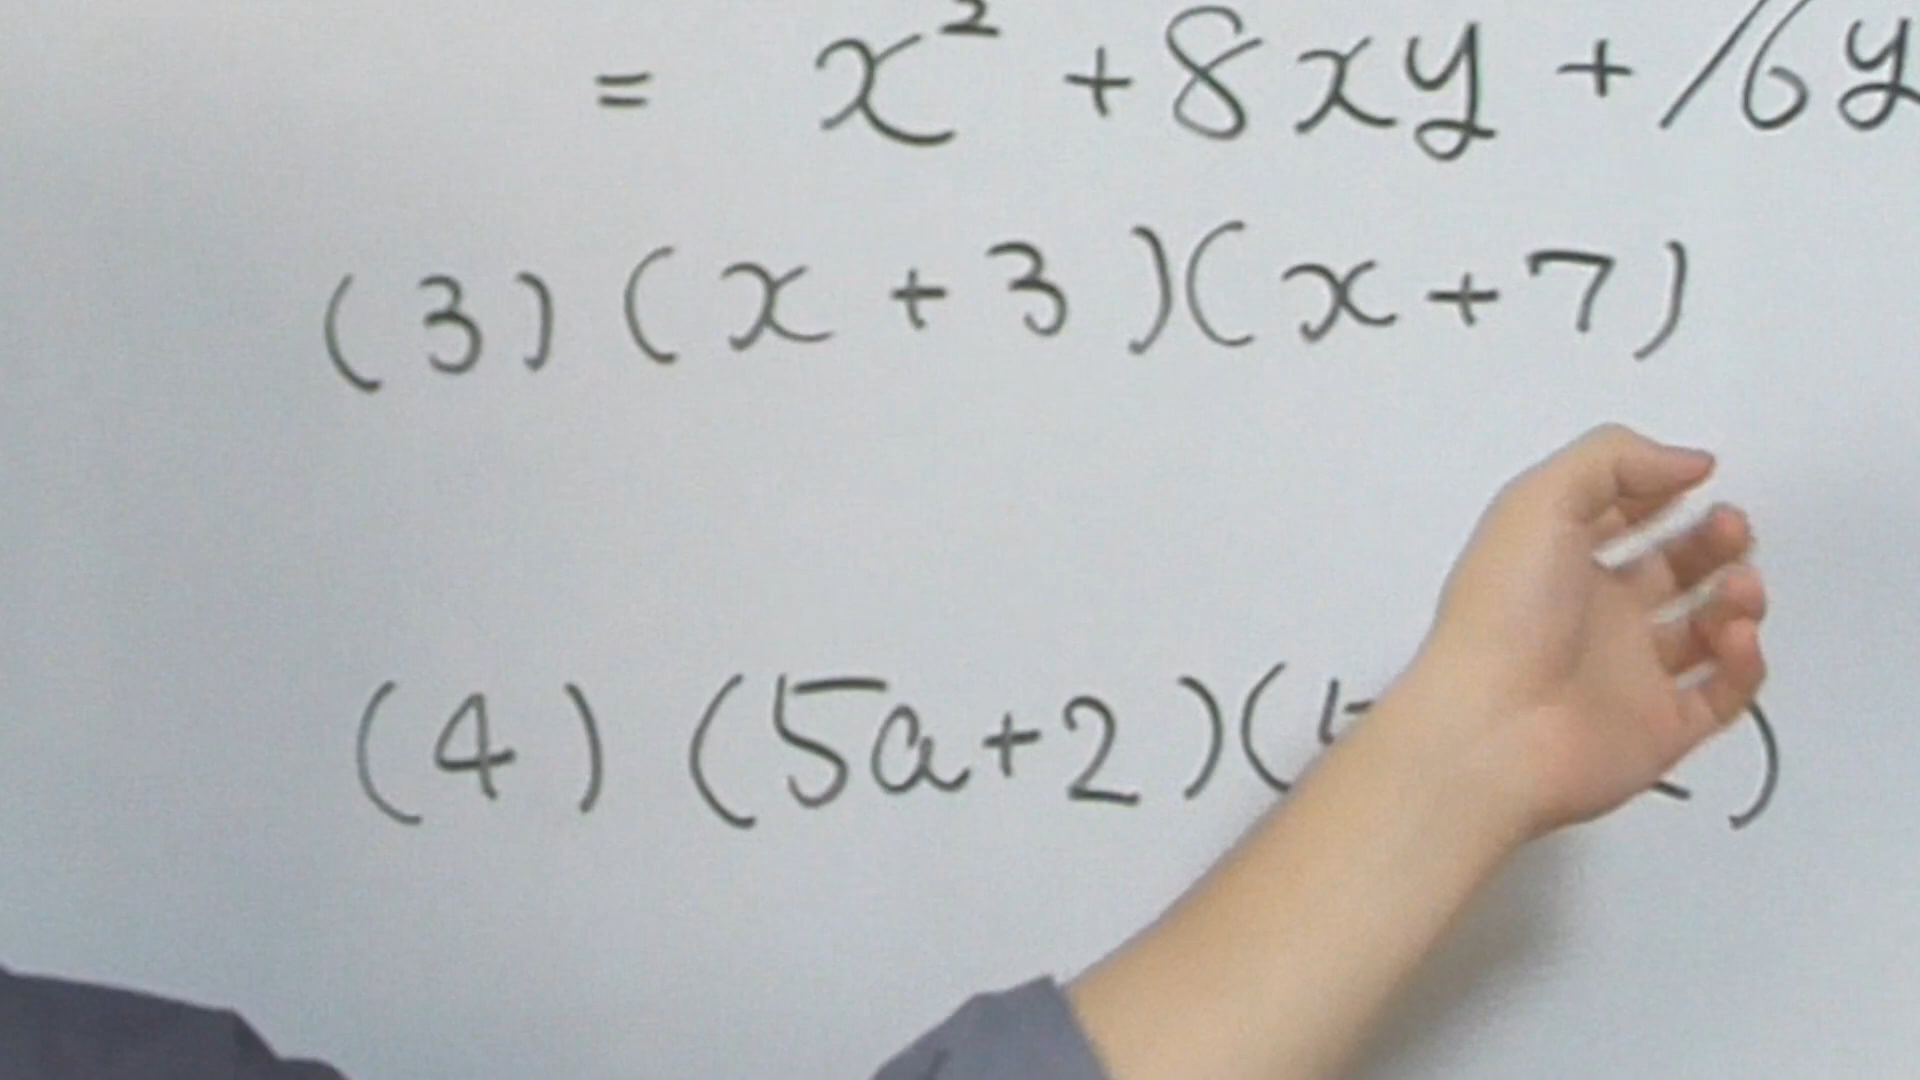 = x² + 8xy + 16y
(3) (x + 3)(x + 7)
(4) (5a+2)( )